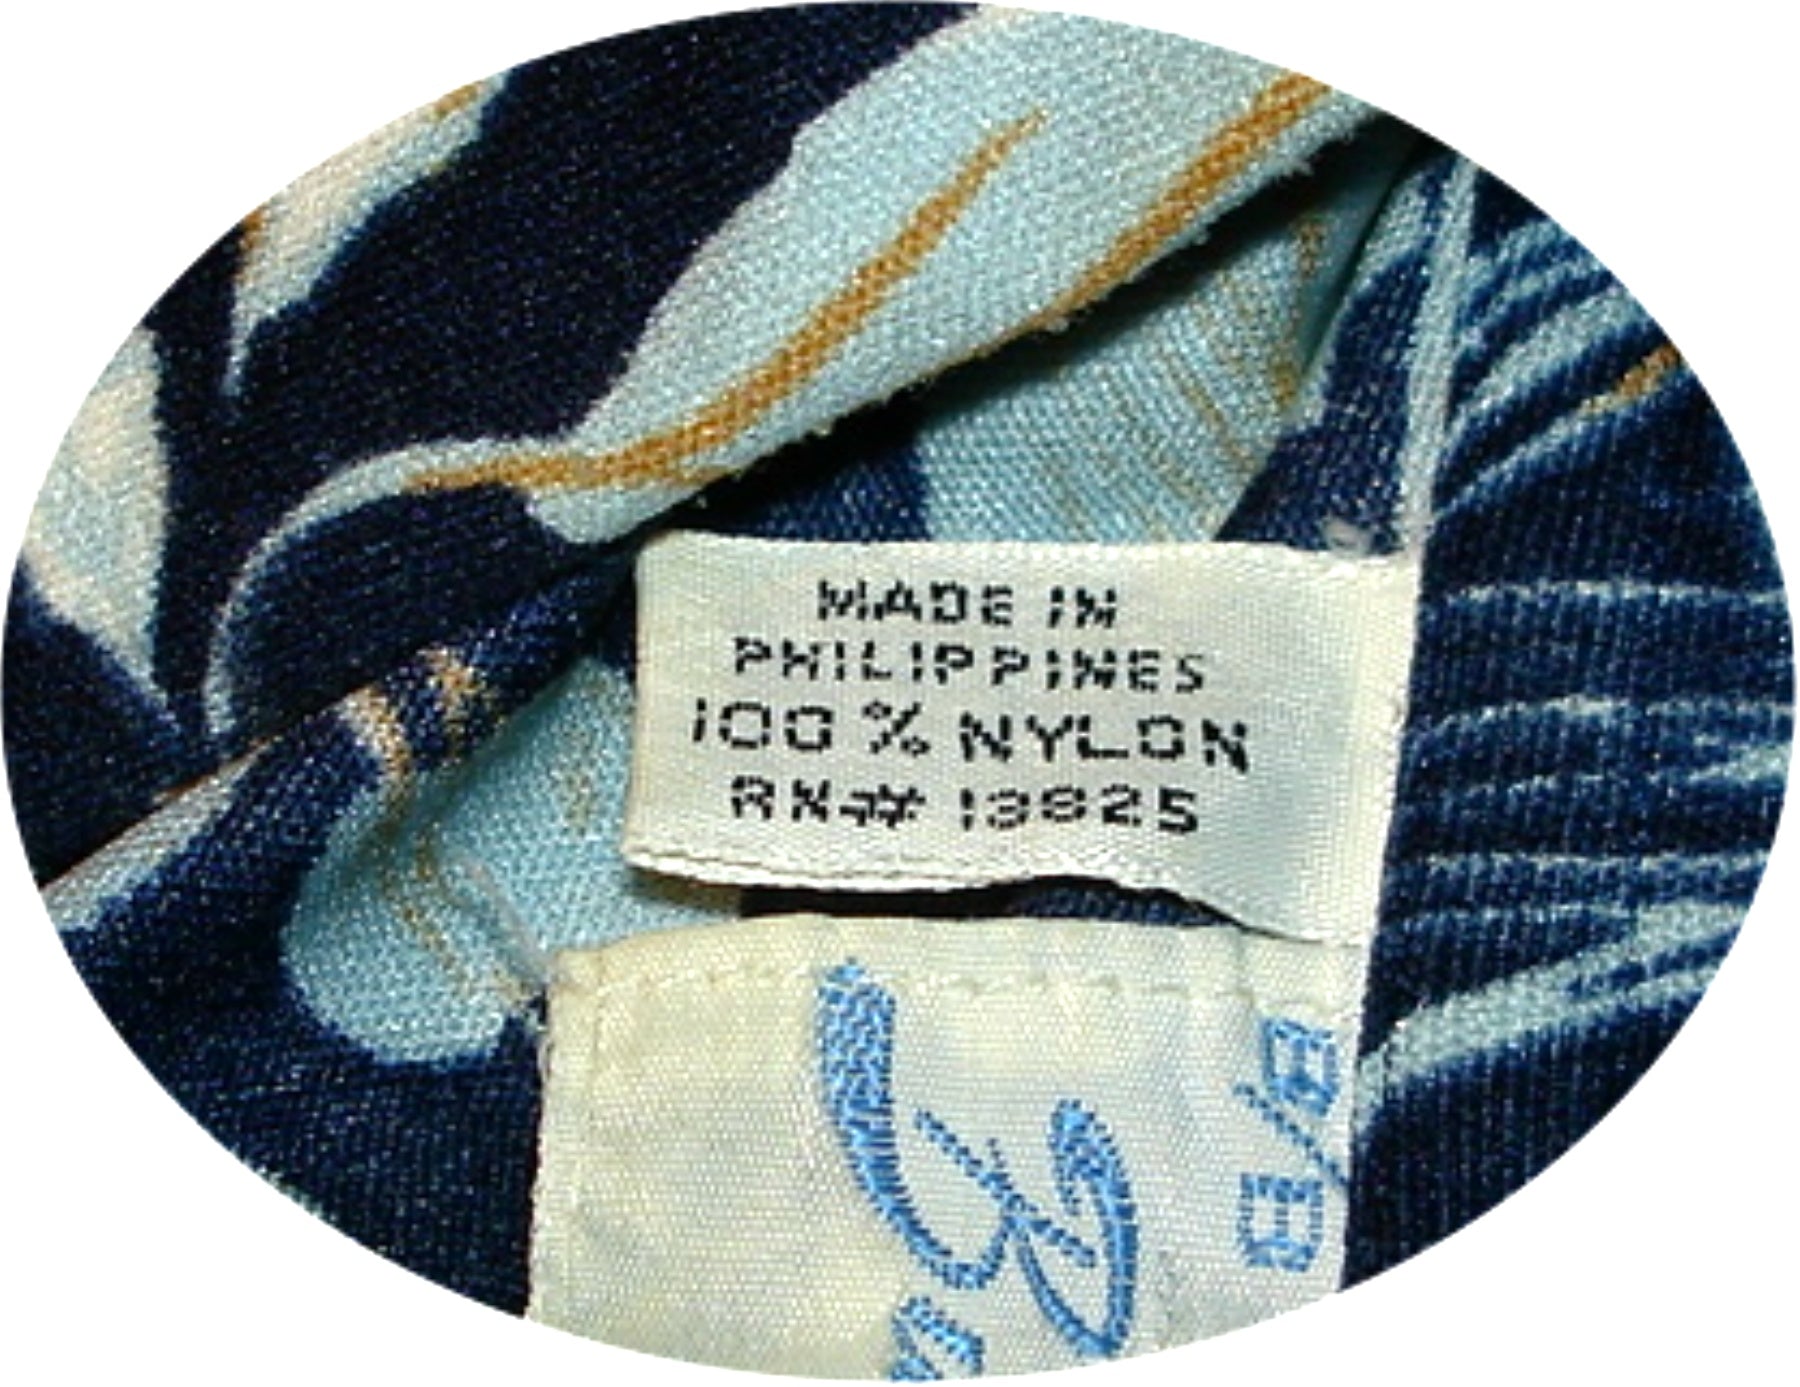 MADE IN
PHILIPPINES
100 % NYLON
RN# 13825